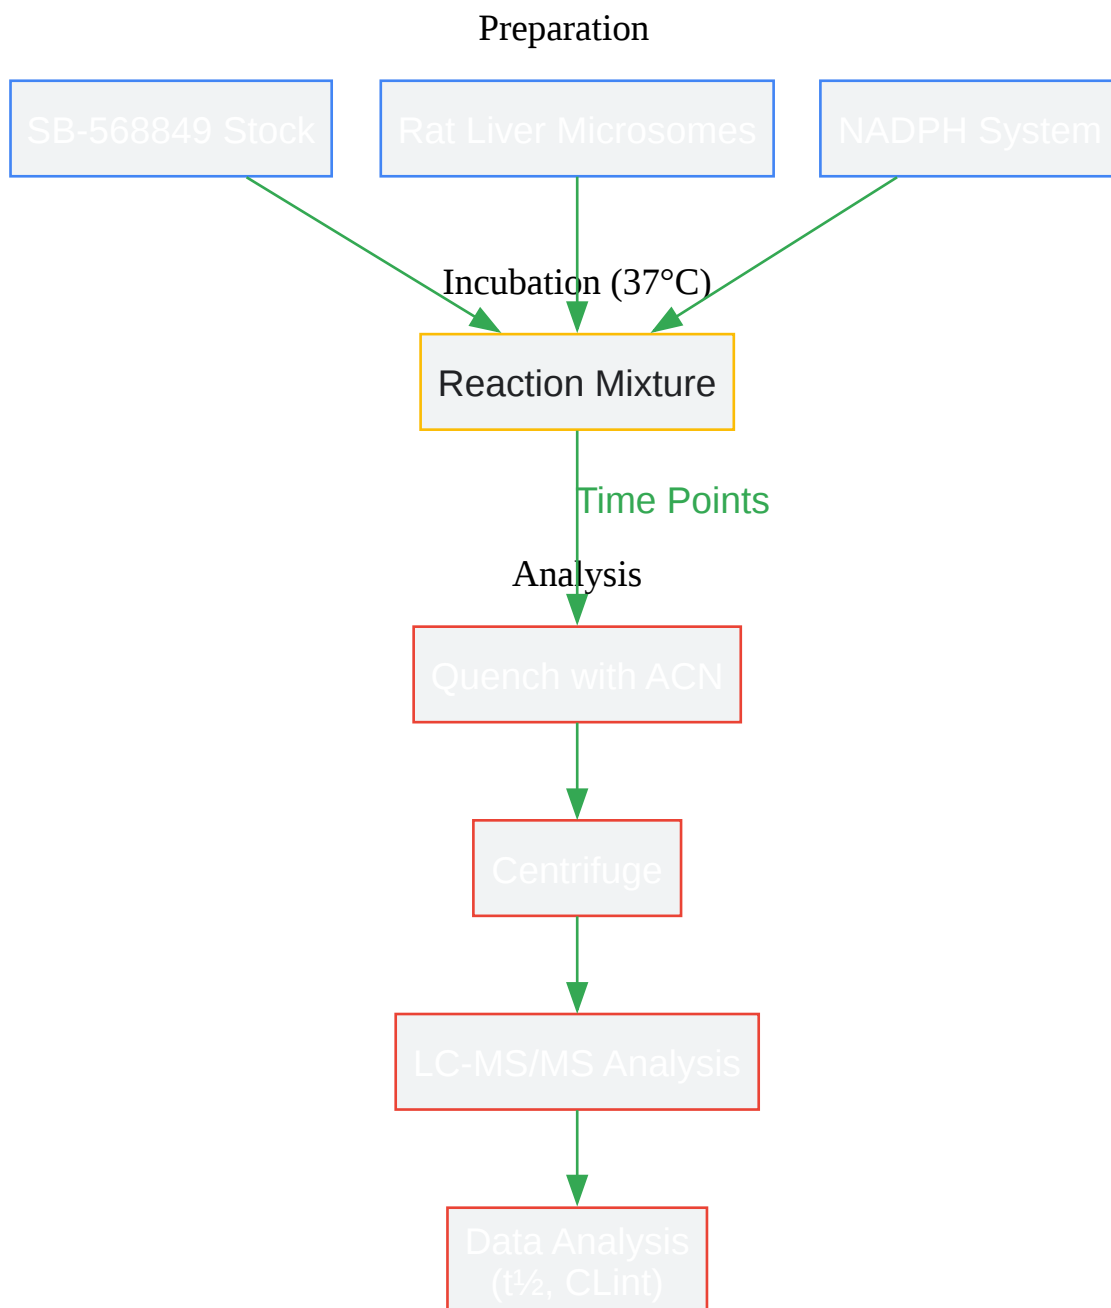 Preparation
SB-568849 Stock
Rat Liver Microsomes
NADPH System
Incubation (37°C)
Reaction Mixture
Time Points
Analysis
Quench with ACN
Centrifuge
LC-MS/MS Analysis
Data Analysis
(t½, CLint)